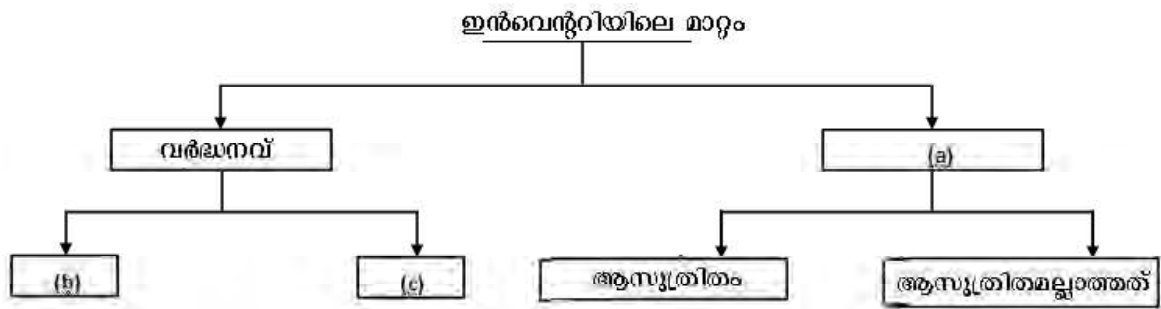 ഇൻവെന്ററിയിലെ മാറ്റം
വർദ്ധനവ്
(a)
(b)
(c)
ആസൂത്രിതം
ആസൂത്രിതമല്ലാത്തത്